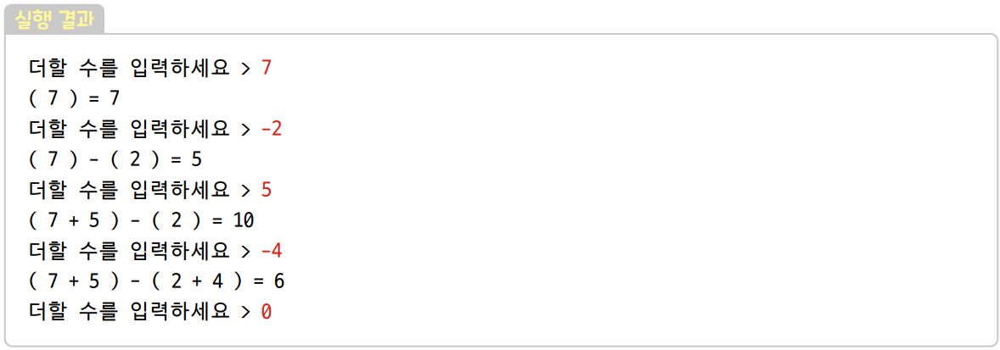 실행 결과
더할 수를 입력하세요 > 7
( 7 ) = 7
더할 수를 입력하세요 > -2
( 7 ) - ( 2 ) = 5
더할 수를 입력하세요 > 5
( 7 + 5 ) - ( 2 ) = 10
더할 수를 입력하세요 > -4
( 7 + 5 ) - ( 2 + 4 ) = 6
더할 수를 입력하세요 > 0